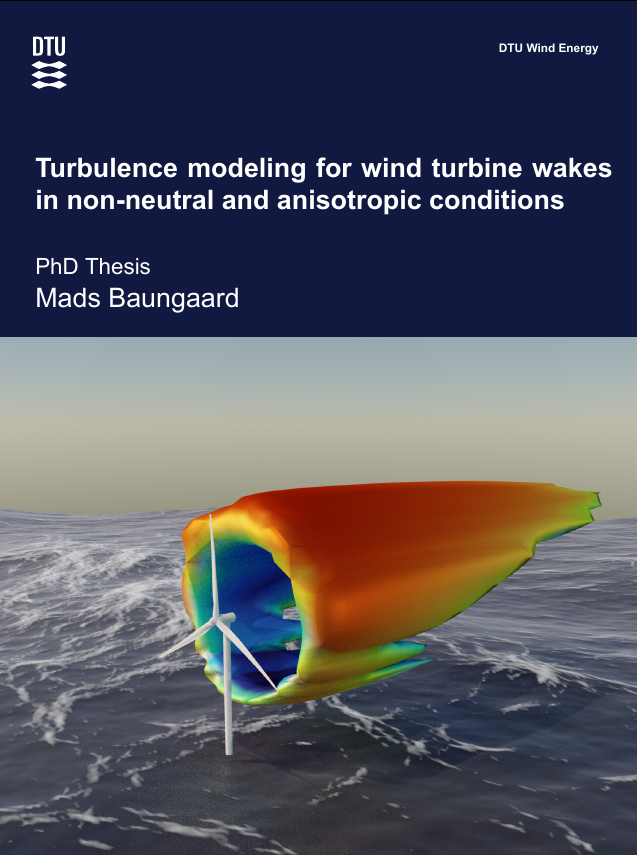 DTU
DTU Wind Energy
Turbulence modeling for wind turbine wakes
in non-neutral and anisotropic conditions
PhD Thesis
Mads Baungaard